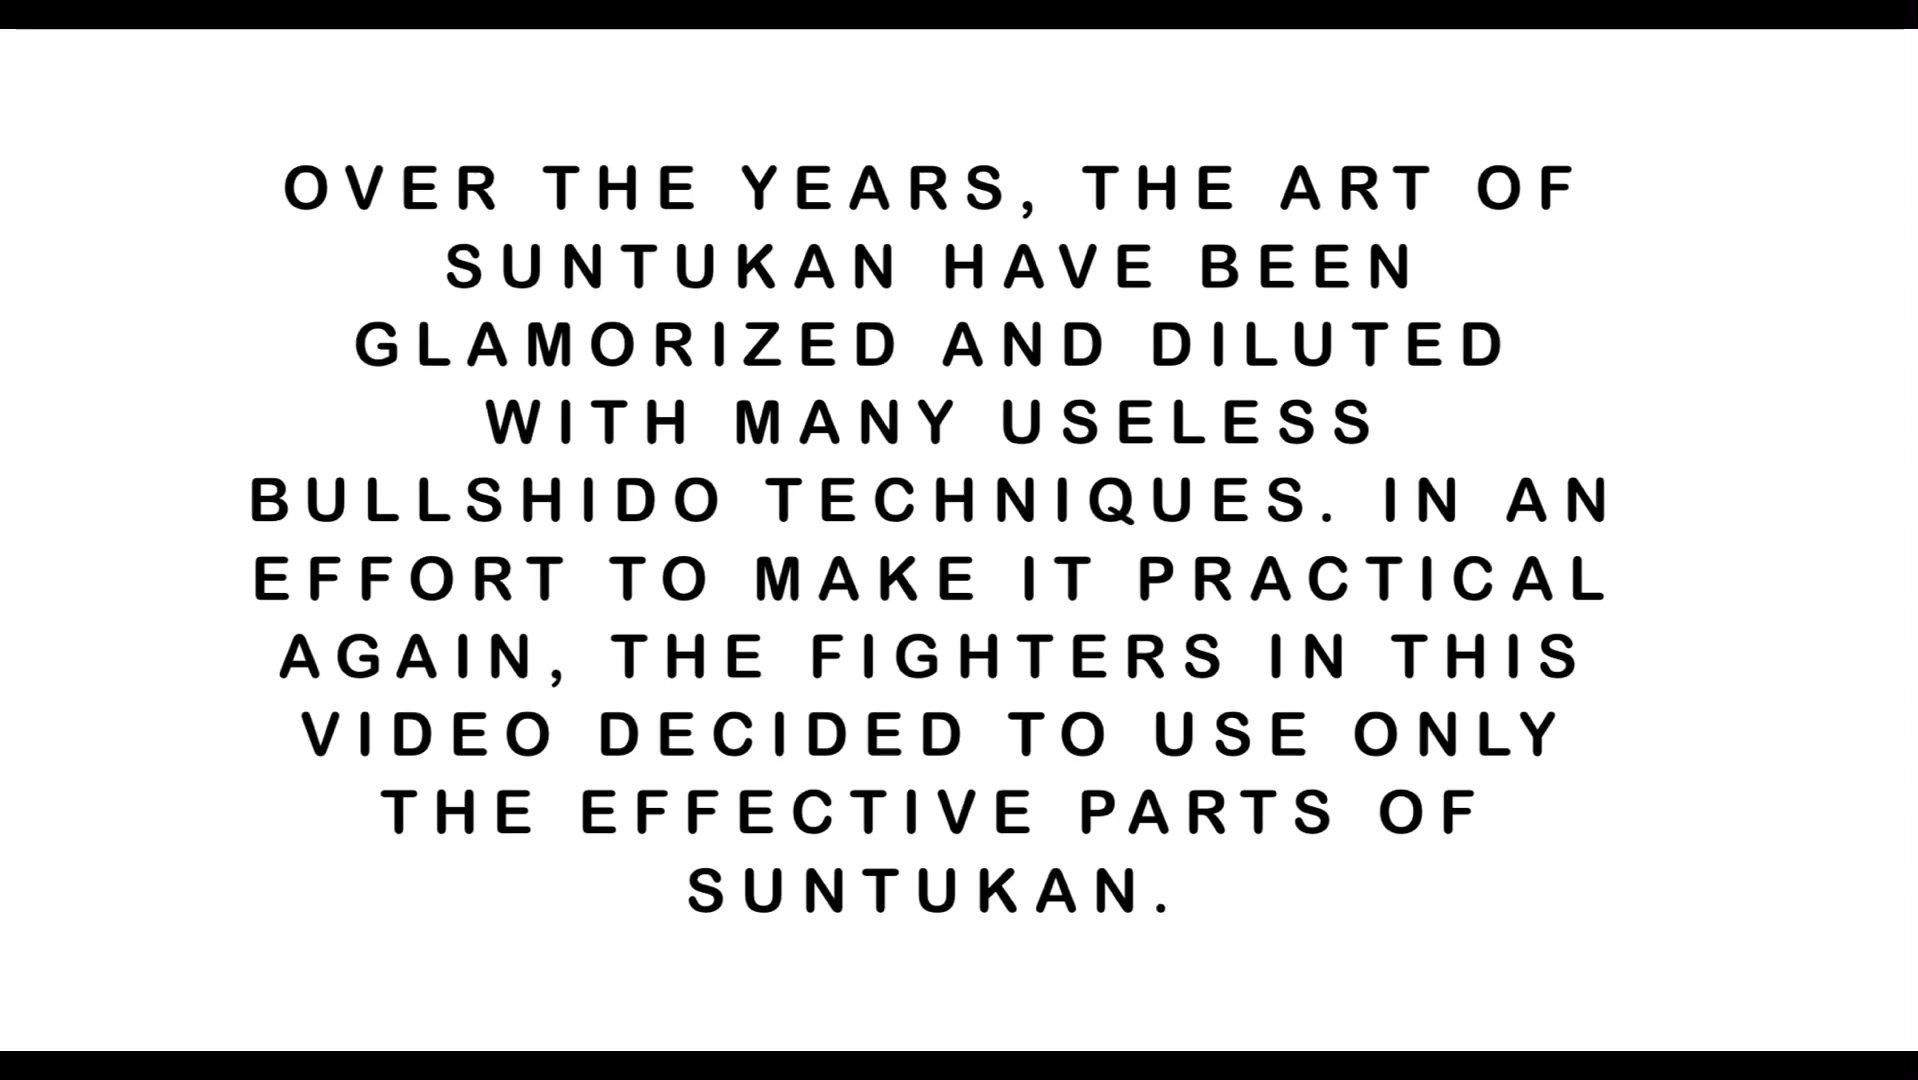 OVER THE YEARS, THE ART OF
SUNTUKAN HAVE BEEN
GLAMORIZED AND DILUTED
WITH MANY USELESS
BULLSHIDO TECHNIQUES. IN AN
EFFORT TO MAKE IT PRACTICAL
AGAIN, THE FIGHTERS IN THIS
VIDEO DECIDED TO USE ONLY
THE EFFECTIVE PARTS OF
SUNTUKAN.